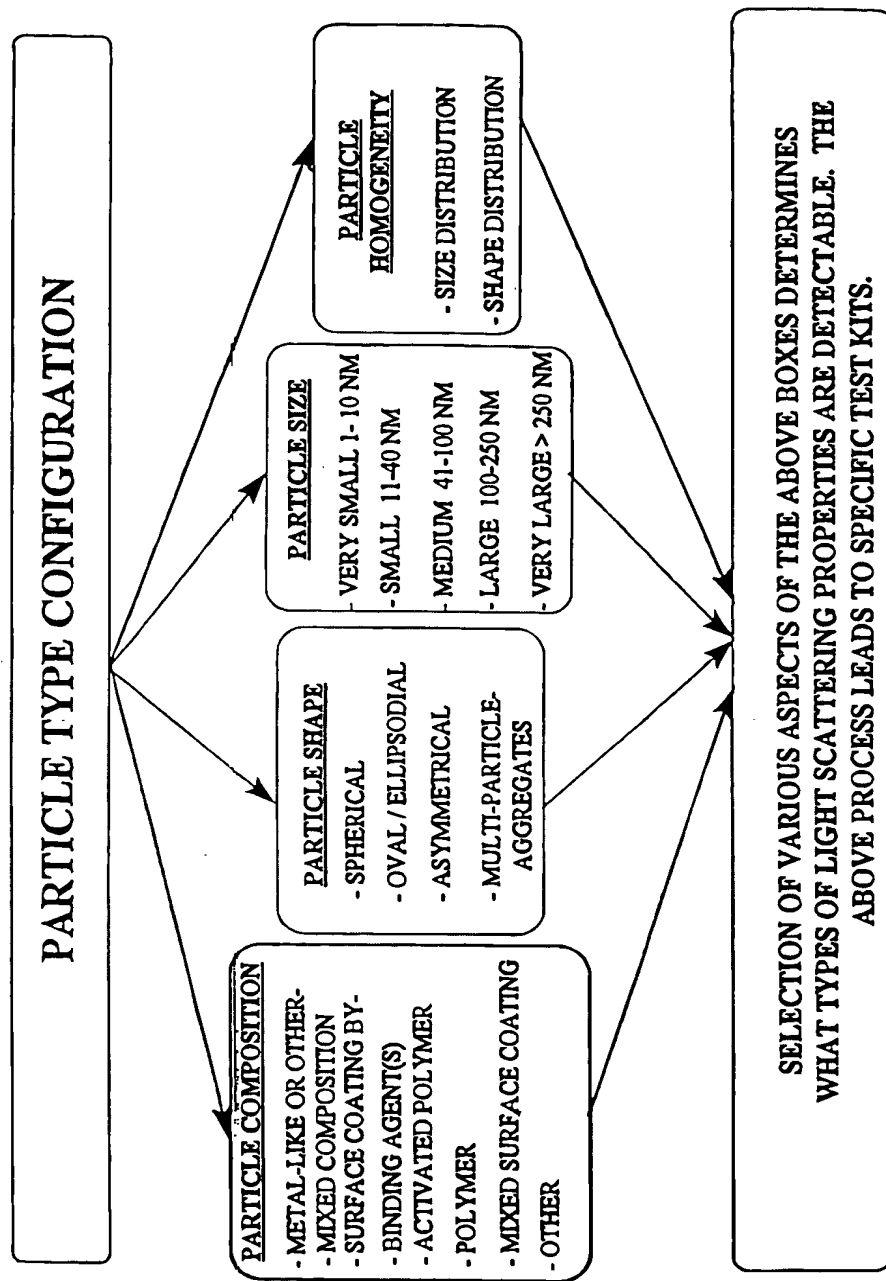 PARTICLE TYPE CONFIGURATION
PARTICLE COMPOSITION
- METAL-LIKE OR OTHER-
- MIXED COMPOSITION
- SURFACE COATING BY-
- BINDING AGENT(S)
- ACTIVATED POLYMER
- POLYMER
- MIXED SURFACE COATING
- OTHER
PARTICLE SHAPE
- SPHERICAL
- OVAL / ELLIPSODIAL
- ASYMMETRICAL
- MULTI-PARTICLE-
AGGREGATES
PARTICLE SIZE
- VERY SMALL 1- 10 NM
- SMALL 11-40 NM
- MEDIUM 41-100 NM
- LARGE 100-250 NM
- VERY LARGE > 250 NM
PARTICLE
HOMOGENEITY
- SIZE DISTRIBUTION
- SHAPE DISTRIBUTION
SELECTION OF VARIOUS ASPECTS OF THE ABOVE BOXES DETERMINES
WHAT TYPES OF LIGHT SCATTERING PROPERTIES ARE DETECTABLE. THE
ABOVE PROCESS LEADS TO SPECIFIC TEST KITS.